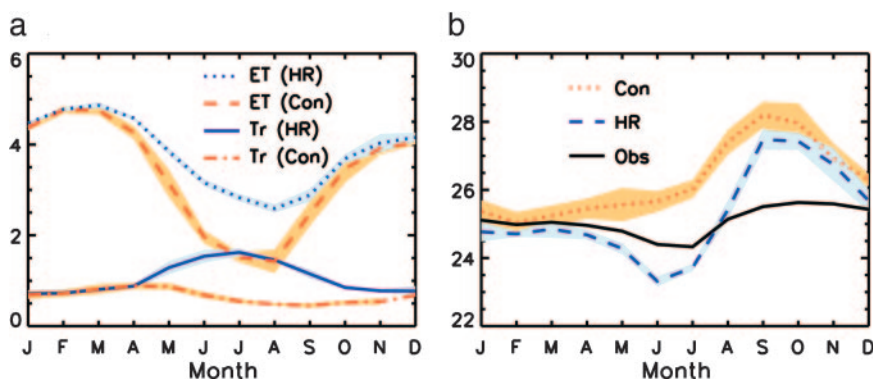 a
6
4
2
0
ET (HR)
ET (Con)
Tr (HR)
Tr (Con)
J F M A M J J A S O N D
Month
b
30
28
26
24
22
Con
HR
Obs
J F M A M J J A S O N D
Month